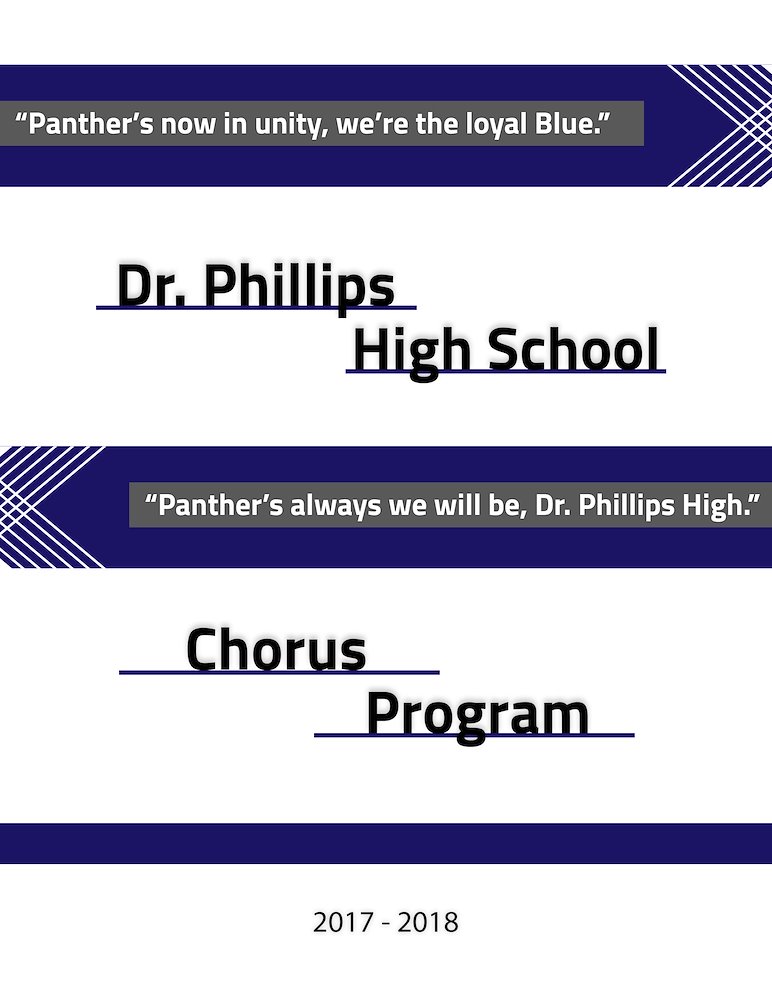 “Panther’s now in unity, we’re the loyal Blue.”
Dr. Phillips
High School
“Panther’s always we will be, Dr. Phillips High.”
Chorus
Program
2017 - 2018